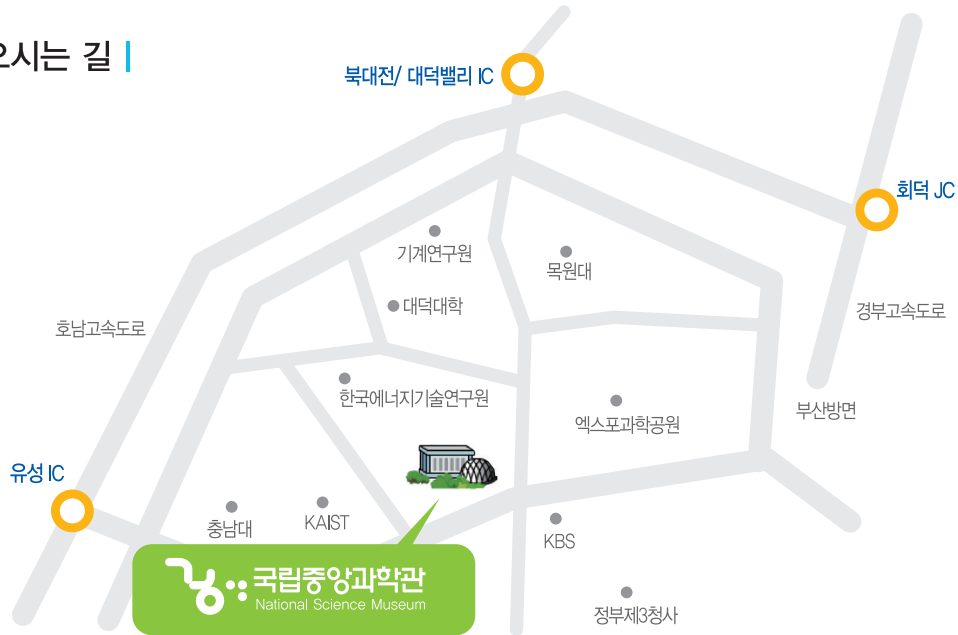 오시는 길
북대전/ 대덕밸리 IC
회덕 JC
기계연구원
목원대
대덕대학
경부고속도로
호남고속도로
한국에너지기술연구원
부산방면
엑스포과학공원
유성 IC
충남대
KAIST
KBS
국립중앙과학관
National Science Museum
정부제3청사